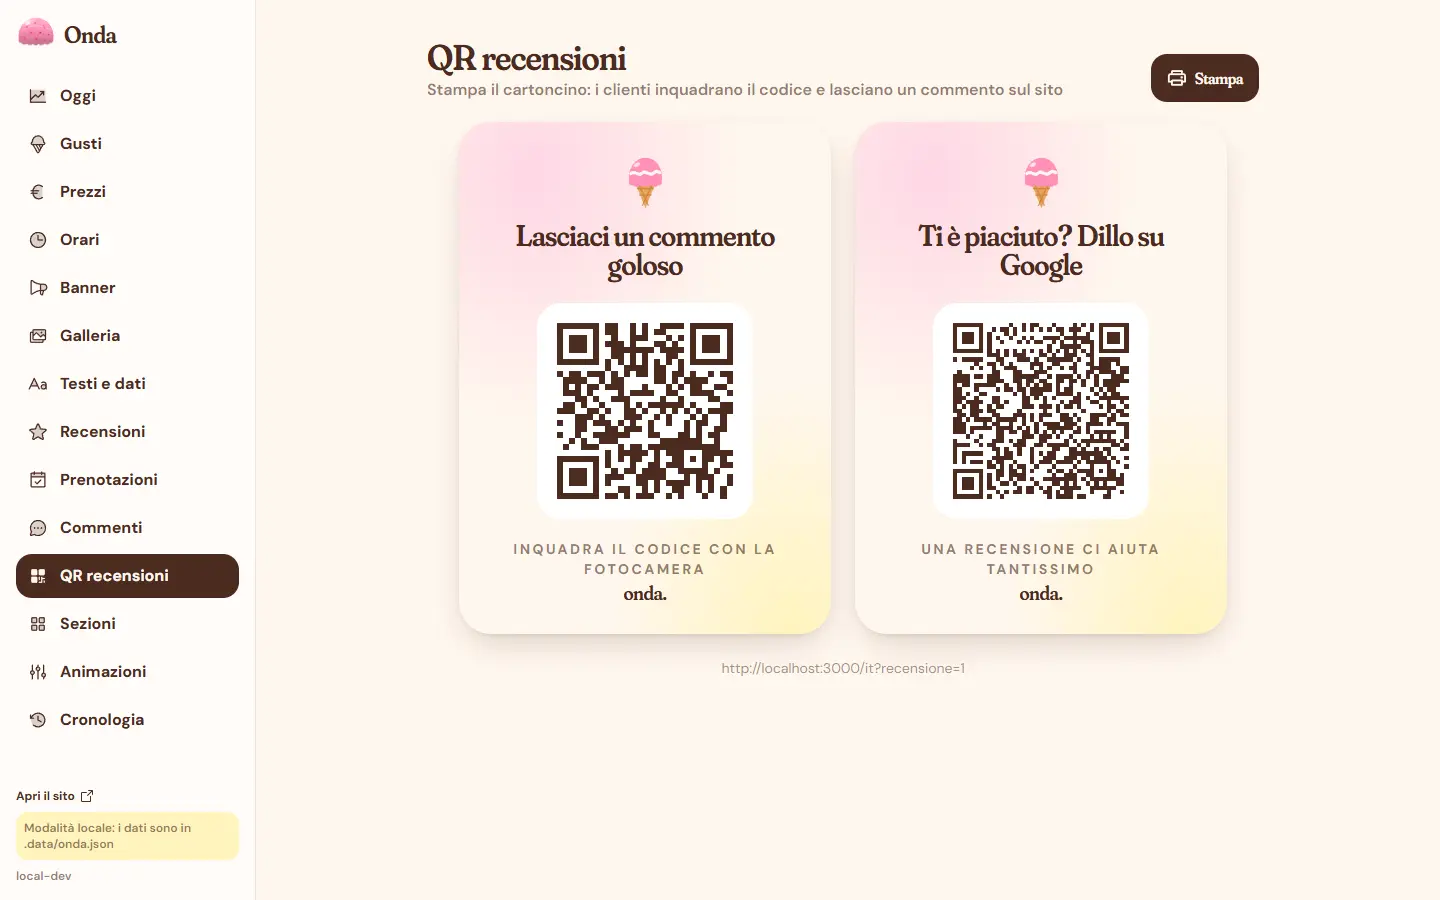 Onda
Oggi
Gusti
Prezzi
Orari
Banner
Galleria
Testi e dati
Recensioni
Prenotazioni
Commenti
QR recensioni
Sezioni
Animazioni
Cronologia
Apri il sito
Modalità locale: i dati sono in
.data/onda.json
local-dev
QR recensioni
Stampa il cartoncino: i clienti inquadrano il codice e lasciano un commento sul sito
Stampa
Lasciaci un commento
goloso
INQUADRA IL CODICE CON LA
FOTOCAMERA
onda.
Ti è piaciuto? Dillo su
Google
UNA RECENSIONE CI AIUTA
TANTISSIMO
onda.
http://localhost:3000/it?recensione=1